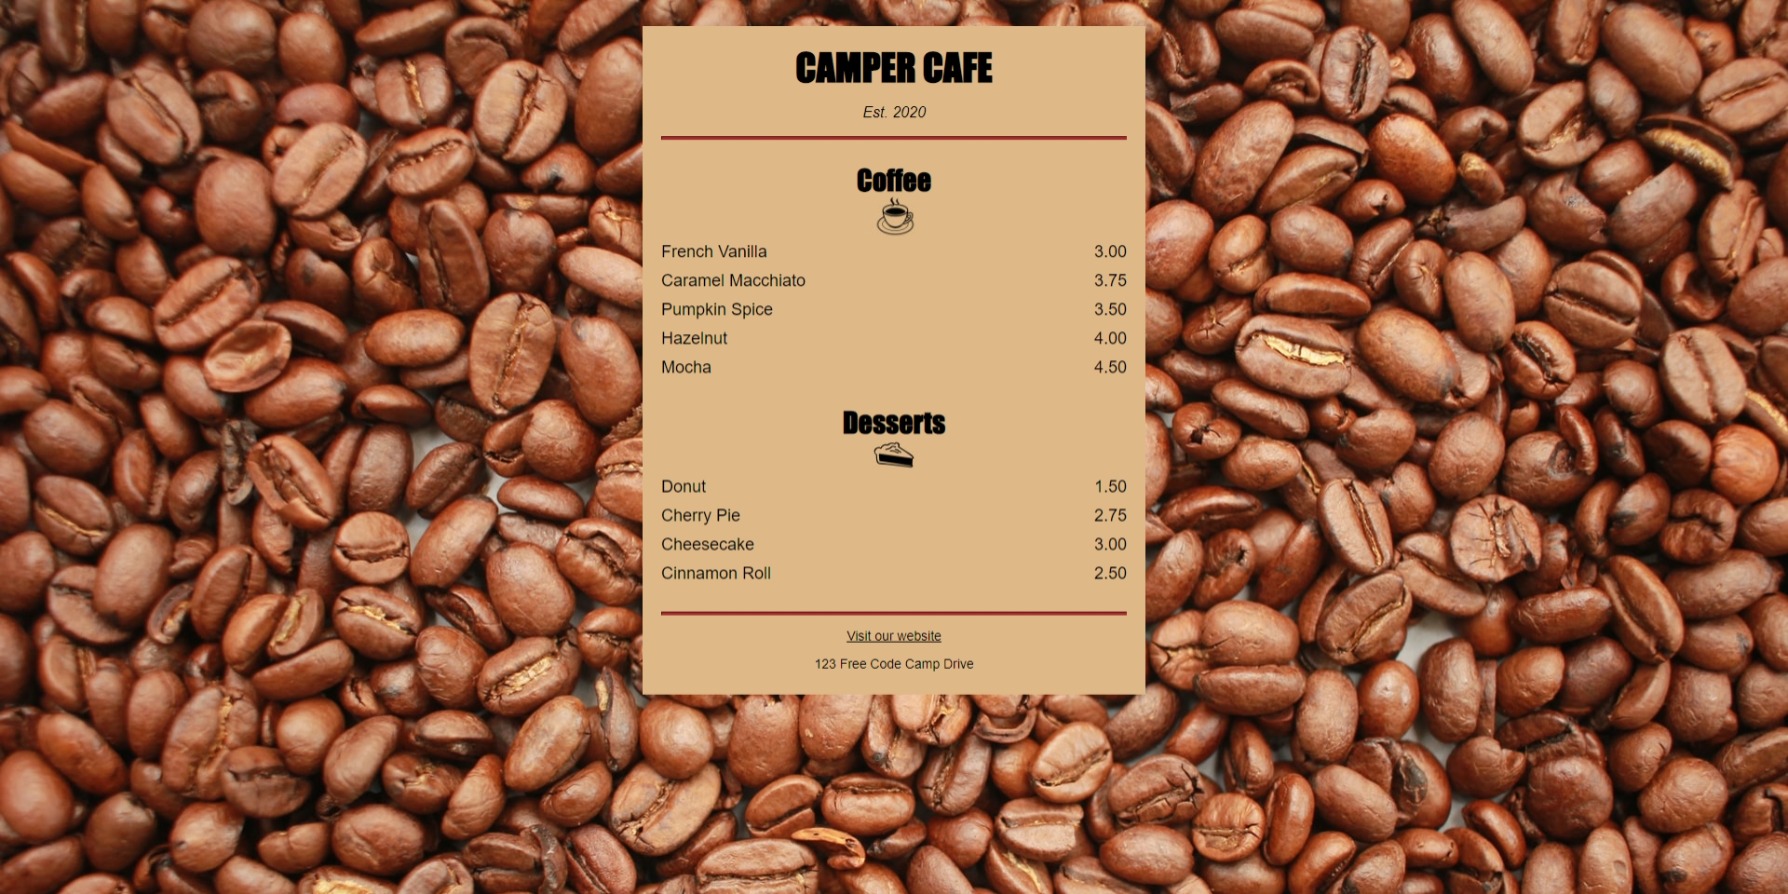 CAMPER CAFE
Est. 2020
Coffee
French Vanilla 3.00
Caramel Macchiato 3.75
Pumpkin Spice 3.50
Hazelnut 4.00
Mocha 4.50
Desserts
Donut 1.50
Cherry Pie 2.75
Cheesecake 3.00
Cinnamon Roll 2.50
Visit our website
123 Free Code Camp Drive